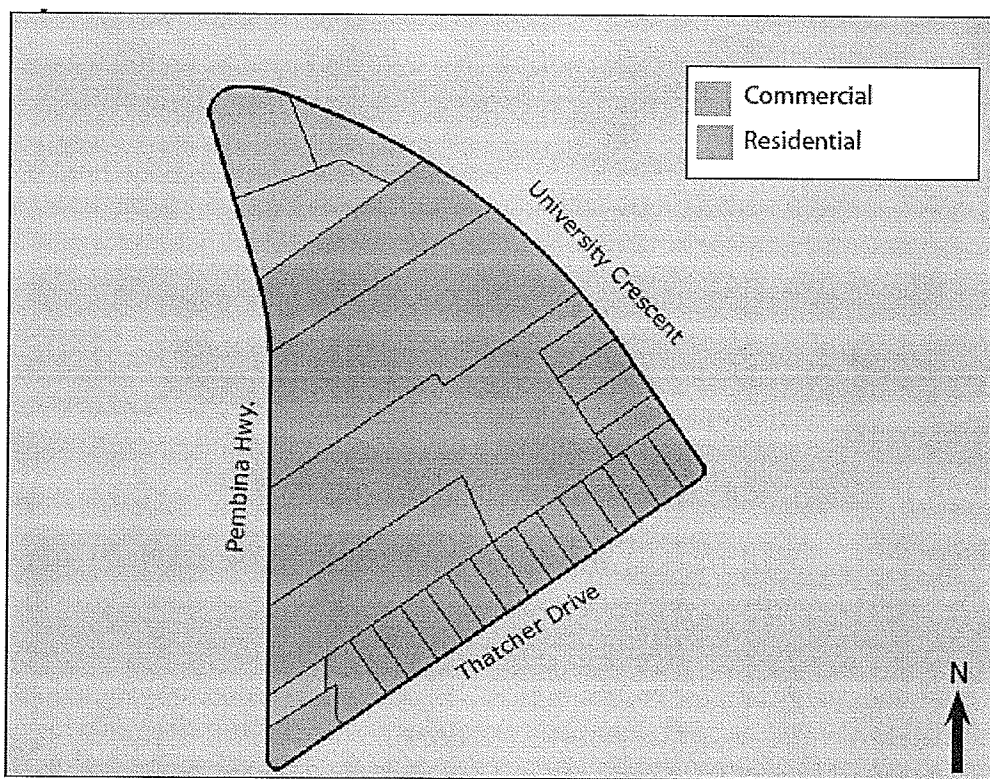 Commercial
Residential
University Crescent
Pembina Hwy.
Thatcher Drive
N